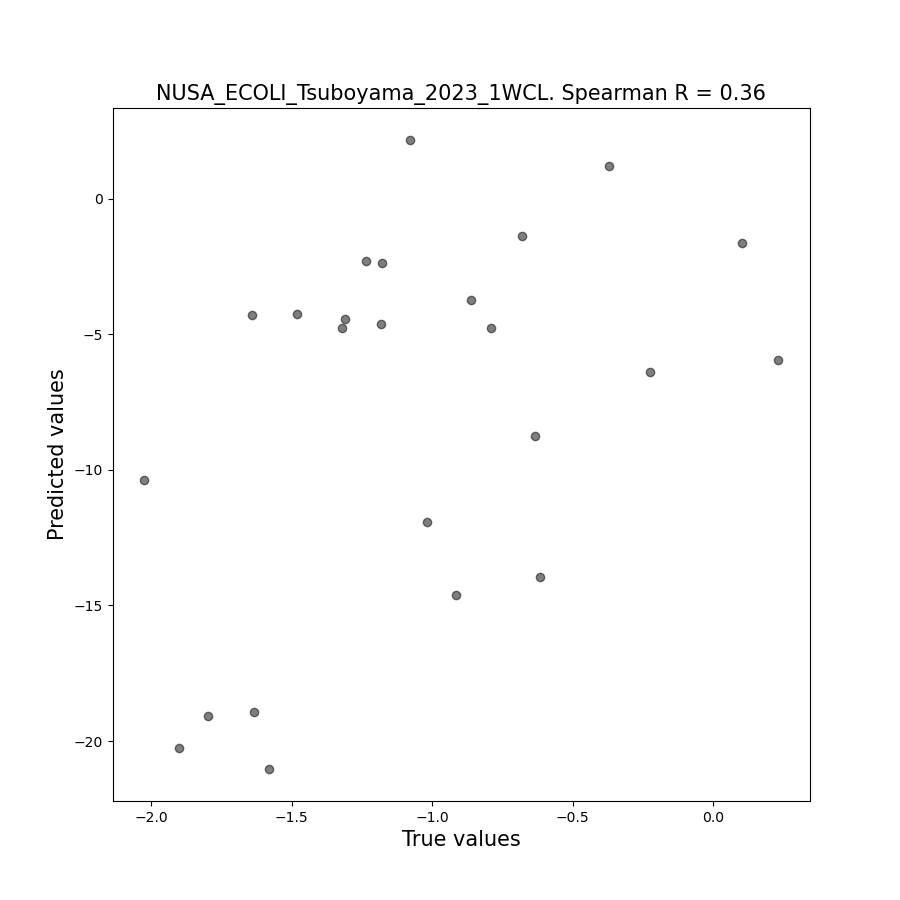 NUSA_ECOLI_Tsuboyama_2023_1WCL. Spearman R = 0.36
0
−5
−10
−15
−20
Predicted values
−2.0 −1.5 −1.0 −0.5 0.0
True values